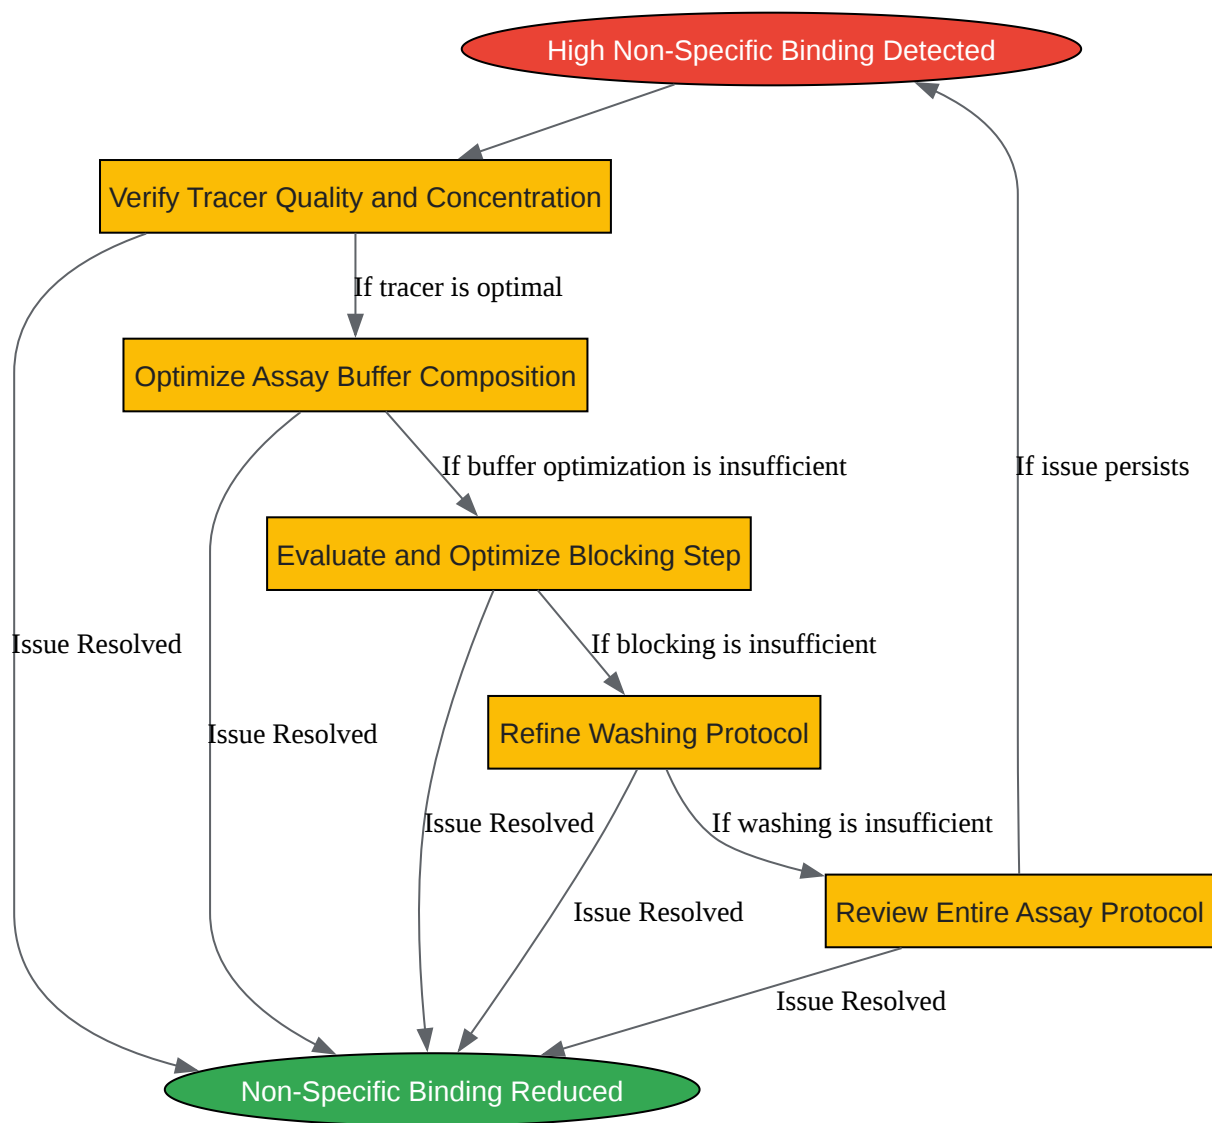 High Non-Specific Binding Detected
Verify Tracer Quality and Concentration
If tracer is optimal
Optimize Assay Buffer Composition
If buffer optimization is insufficient
If issue persists
Evaluate and Optimize Blocking Step
Issue Resolved
If blocking is insufficient
Refine Washing Protocol
Issue Resolved
Issue Resolved
If washing is insufficient
Issue Resolved
Review Entire Assay Protocol
Issue Resolved
Non-Specific Binding Reduced